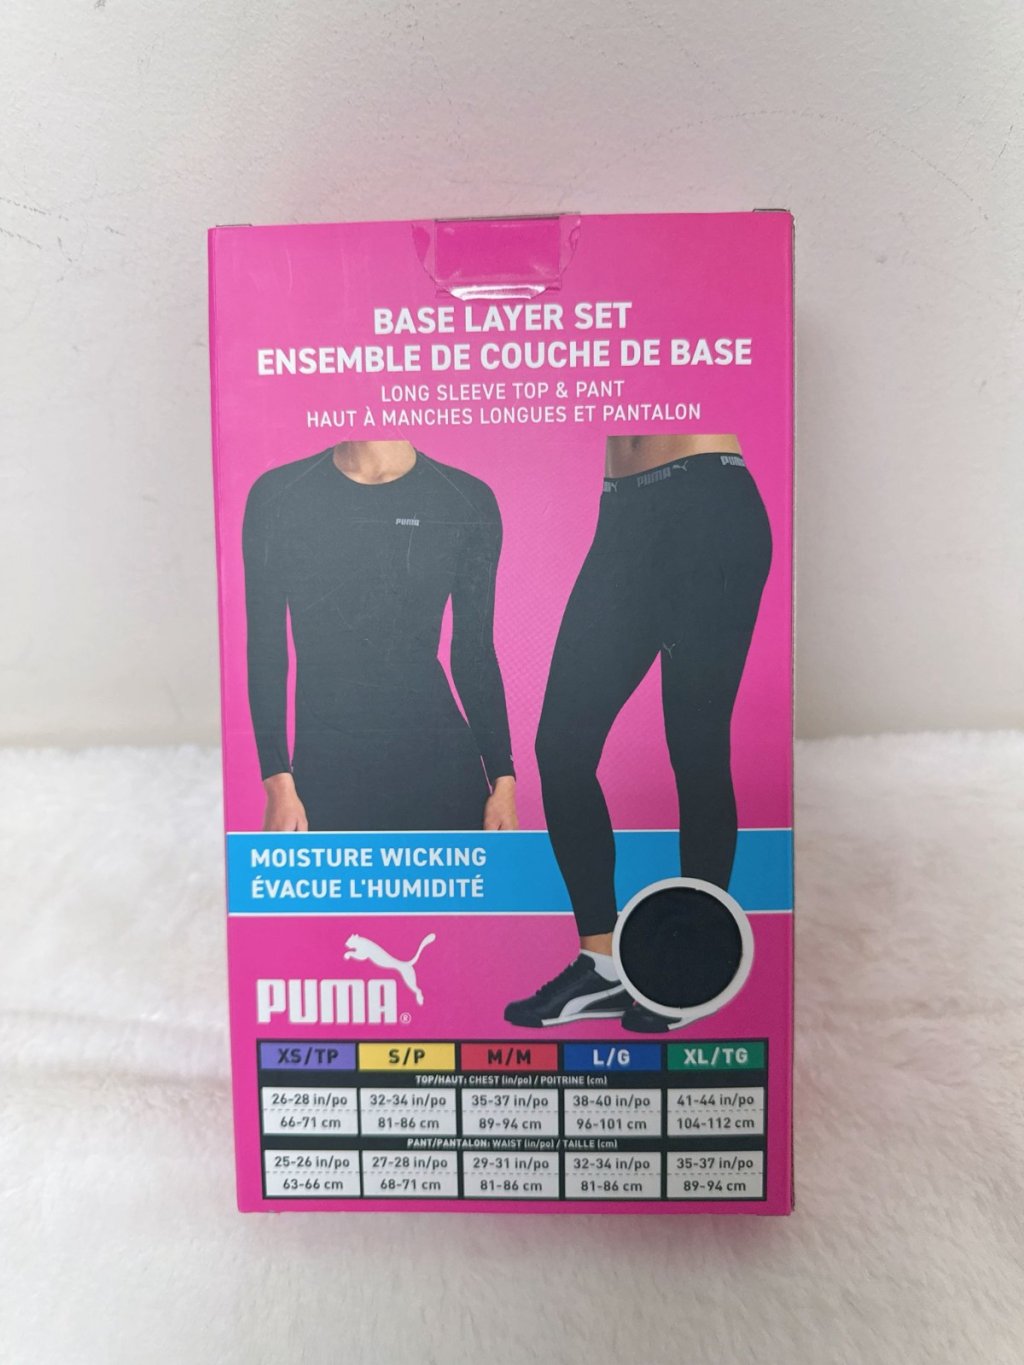 BASE LAYER SET
ENSEMBLE DE COUCHE DE BASE
LONG SLEEVE TOP & PANT
HAUT À MANCHES LONGUES ET PANTALON
PUMA
PUMA
PUMA
MOISTURE WICKING
ÉVACUE L'HUMIDITÉ
PUMA®
XS/TP S/P M/M L/G XL/TG
TOP/HAUT: CHEST (in/po) / POITRINE (cm)
26-28 in/po 32-34 in/po 35-37 in/po 38-40 in/po 41-44 in/po
66-71 cm 81-86 cm 89-94 cm 96-101 cm 104-112 cm
PANT/PANTALON: WAIST (in/po) / TAILLE (cm)
25-26 in/po 27-28 in/po 29-31 in/po 32-34 in/po 35-37 in/po
63-66 cm 68-71 cm 81-86 cm 81-86 cm 89-94 cm